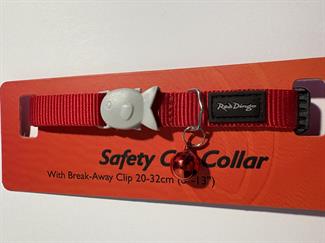 Red Dingo
Safety Collar
With Break-Away Clip 20-32cm